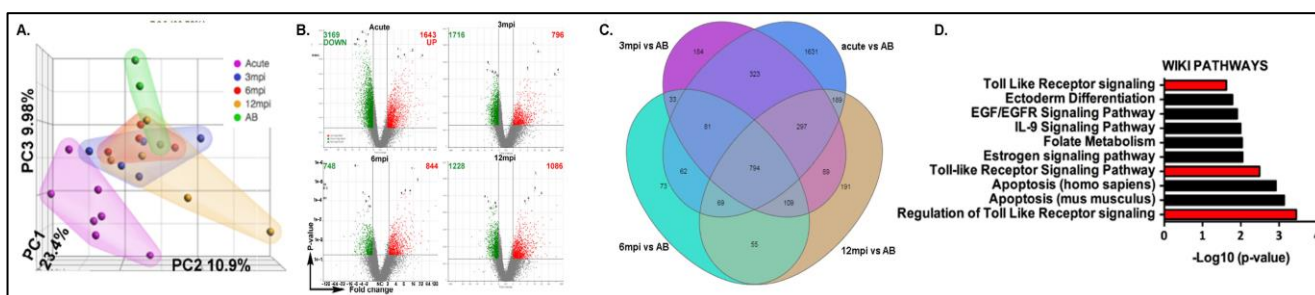 A.
PC3 9.98%
PC1
23.4%
PC2 10.9%
Acute
3mpi
6mpi
12mpi
AB
B.
Acute
3169
DOWN
1643
UP
3mpi
1716
796
6mpi
748
844
12mpi
1228
1086
P-value
Fold change
C.
3mpi vs AB
acute vs AB
6mpi vs AB
12mpi vs AB
184
1631
323
33
189
81
297
62
794
89
73
191
69
109
55
D.
WIKI PATHWAYS
Toll Like Receptor signaling
Ectoderm Differentiation
EGF/EGFR Signaling Pathway
IL-9 Signaling Pathway
Folate Metabolism
Estrogen signaling pathway
Toll-like Receptor Signaling Pathway
Apoptosis (homo sapiens)
Apoptosis (mus musculus)
Regulation of Toll Like Receptor signaling
0 1 2 3 4
-Log10 (p-value)